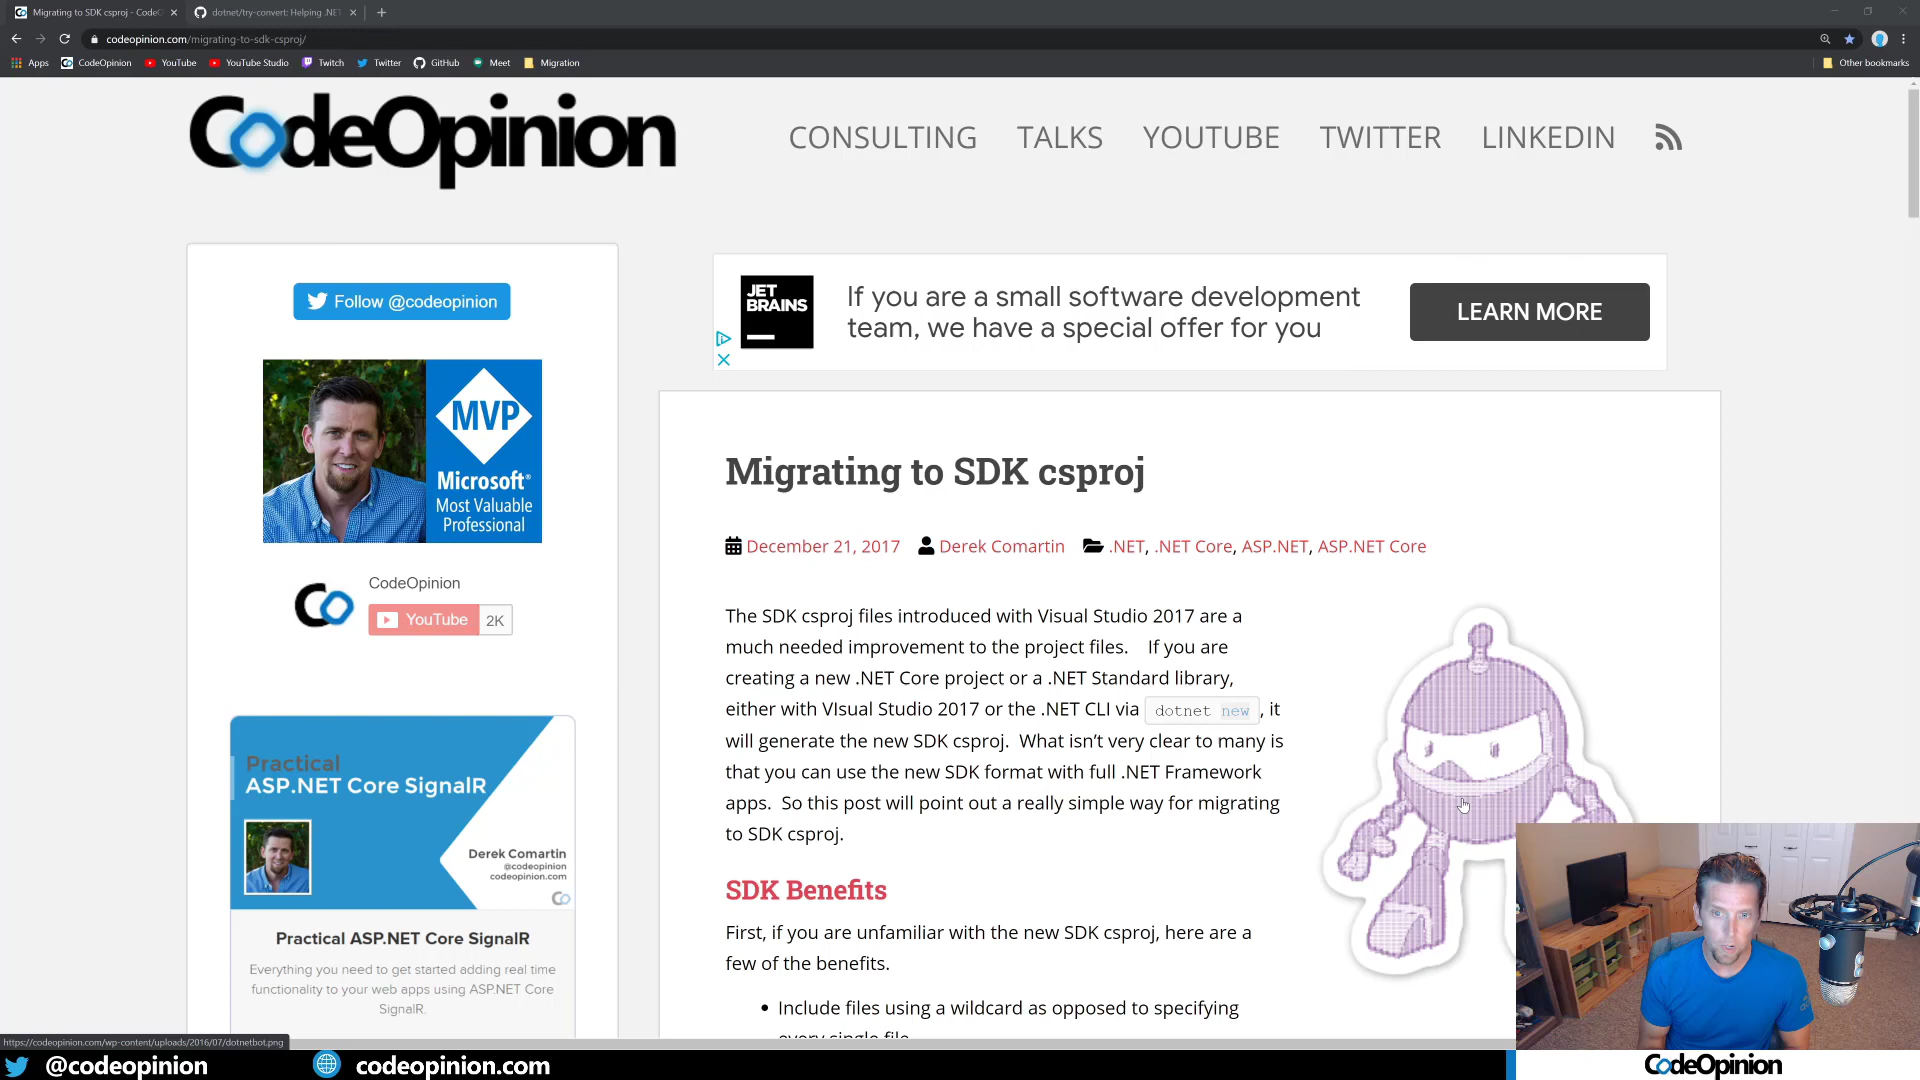 Migrating to SDK csproj - CodeO
dotnet/try-convert: Helping .NET
codeopinion.com/migrating-to-sdk-csproj/
Apps
CodeOpinion
YouTube
YouTube Studio
Twitch
Twitter
GitHub
Meet
Migration
Other bookmarks
CodeOpinion
CONSULTING
TALKS
YOUTUBE
TWITTER
LINKEDIN
Follow @codeopinion
MVP
Microsoft®
Most Valuable
Professional
CodeOpinion
YouTube
2K
Practical
ASP.NET Core SignalR
Derek Comartin
@codeopinion
codeopinion.com
Practical ASP.NET Core SignalR
Everything you need to get started adding real time
functionality to your web apps using ASP.NET Core
SignalR.
JET
BRAINS
If you are a small software development
team, we have a special offer for you
LEARN MORE
Migrating to SDK csproj
December 21, 2017 Derek Comartin .NET, .NET Core, ASP.NET, ASP.NET Core
The SDK csproj files introduced with Visual Studio 2017 are a
much needed improvement to the project files. If you are
creating a new .NET Core project or a .NET Standard library,
either with VIsual Studio 2017 or the .NET CLI via dotnet new , it
will generate the new SDK csproj. What isn't very clear to many is
that you can use the new SDK format with full .NET Framework
apps. So this post will point out a really simple way for migrating
to SDK csproj.
SDK Benefits
First, if you are unfamiliar with the new SDK csproj, here are a
few of the benefits.
• Include files using a wildcard as opposed to specifying
every single file
https://codeopinion.com/wp-content/uploads/2016/07/dotnetbot.png
@codeopinion
codeopinion.com
CodeOpinion